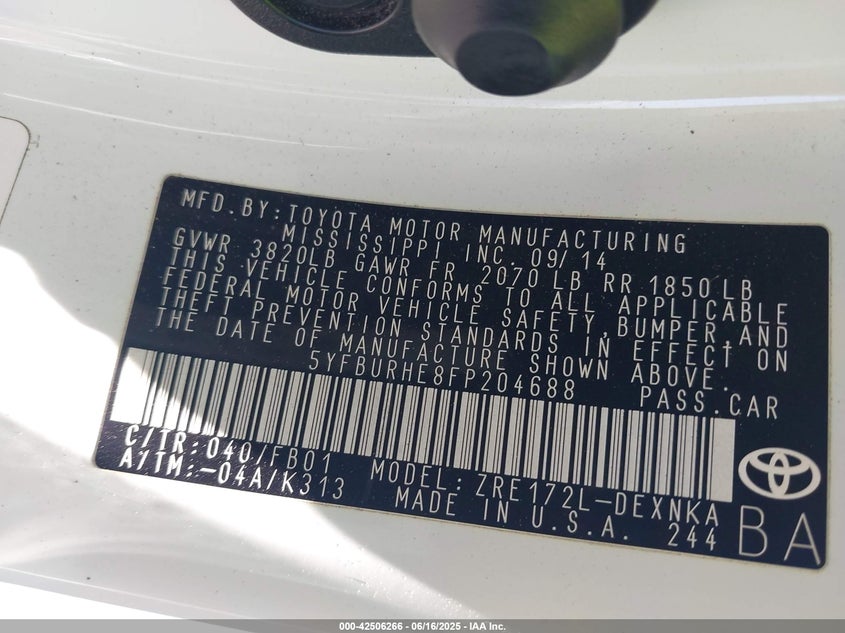 MFD.BY:TOYOTA MOTOR MANUFACTURING
MISSISSIPPI INC. 09/14
GVWR 3820LB GAWR FR 2070 LB RR 1850 LB
THIS VEHICLE CONFORMS TO ALL APPLICABLE
FEDERAL MOTOR VEHICLE SAFETY,BUMPER,AND
THEFT PREVENTION STANDARDS IN EFFECT ON
THE DATE OF MANUFACTURE SHOWN ABOVE.
5YFBURHE8FP204688 PASS.CAR
C/TR:040/FB01 MODEL:ZRE172L-DEXNKA
A/TM:-04A/K313 MADE IN U.S.A. 244
BA
000-42506266 - 06/16/2025 - IAA Inc.